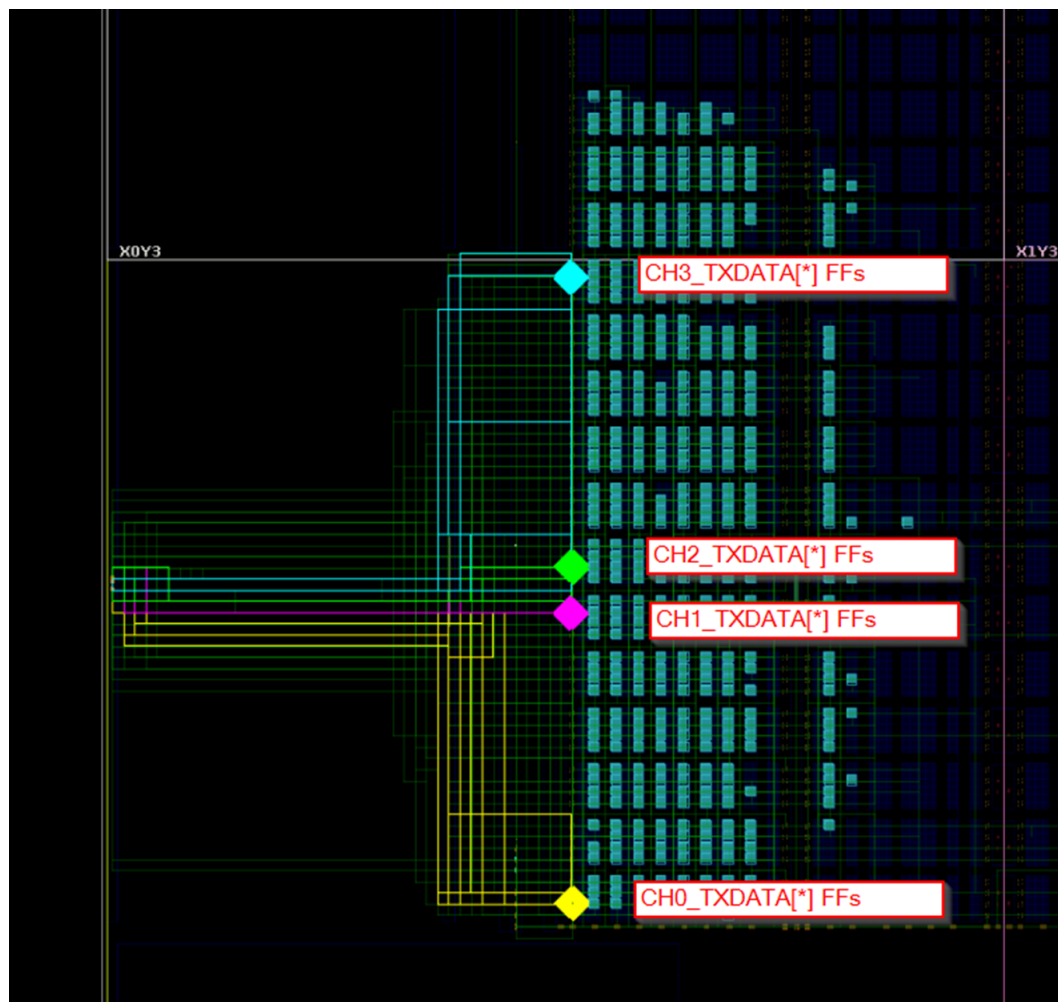 X0Y3
X1Y3
CH3_TXDATA[*] FFs
CH2_TXDATA[*] FFs
CH1_TXDATA[*] FFs
CH0_TXDATA[*] FFs